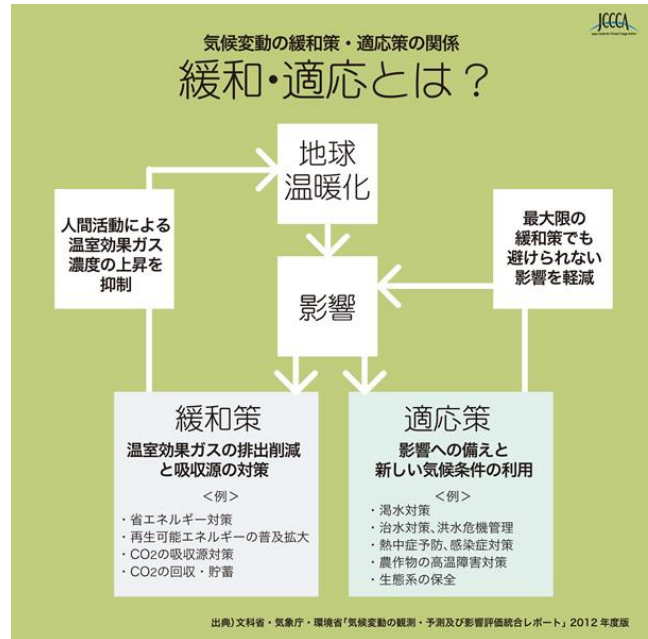 JCCCA
気候変動の緩和策・適応策の関係
緩和・適応とは？
地球
温暖化
人間活動による
温室効果ガス
濃度の上昇を
抑制
最大限の
緩和策でも
避けられない
影響を軽減
影響
緩和策
温室効果ガスの排出削減
と吸収源の対策
＜例＞
・省エネルギー対策
・再生可能エネルギーの普及拡大
・CO2の吸収源対策
・CO2の回収・貯蓄
適応策
影響への備えと
新しい気候条件の利用
＜例＞
・渇水対策
・治水対策、洪水危機管理
・熱中症予防、感染症対策
・農作物の高温障害対策
・生態系の保全
出典）文科省・気象庁・環境省「気候変動の観測・予測及び影響評価統合レポート」2012年度版